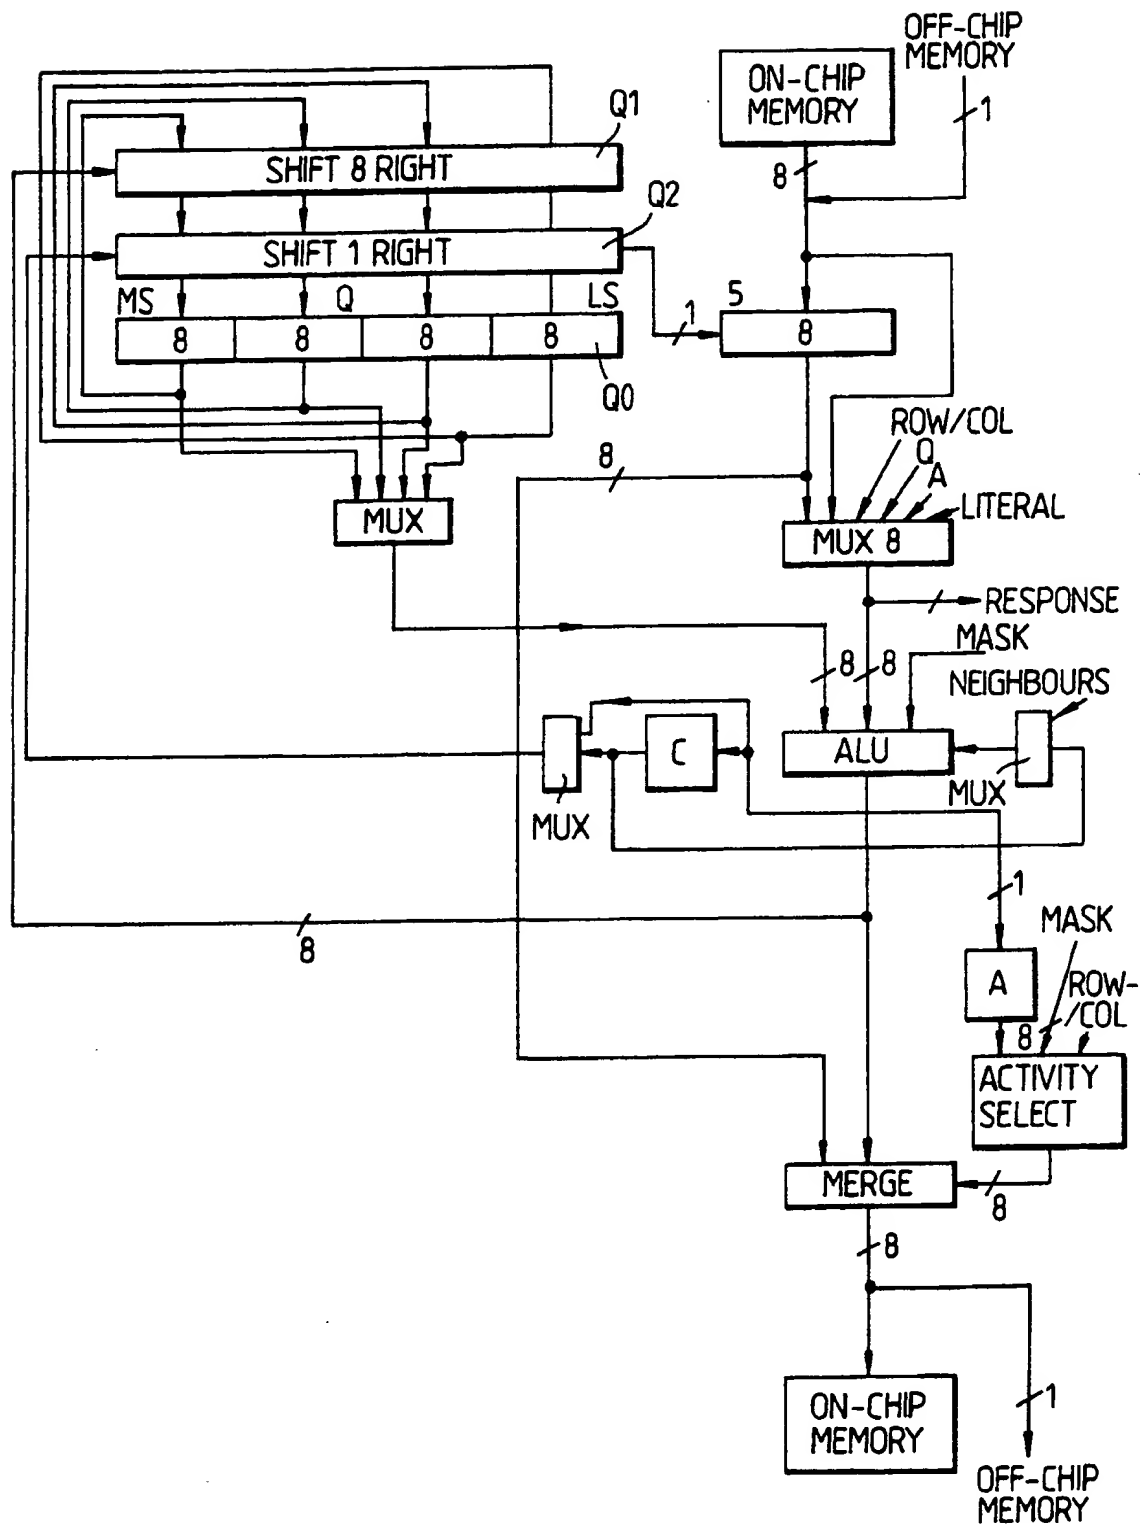 OFF-CHIP
MEMORY
ON-CHIP
MEMORY
1
8
Q1
SHIFT 8 RIGHT
Q2
SHIFT 1 RIGHT
MS
Q
LS
8
8
8
8
Q0
1
5
8
ROW/COL
Q
A
LITERAL
8
MUX
MUX 8
RESPONSE
MASK
8
8
NEIGHBOURS
C
ALU
MUX
MUX
1
8
MASK
A
ROW-
/COL
8
ACTIVITY
SELECT
MERGE
8
8
ON-CHIP
MEMORY
1
OFF-CHIP
MEMORY